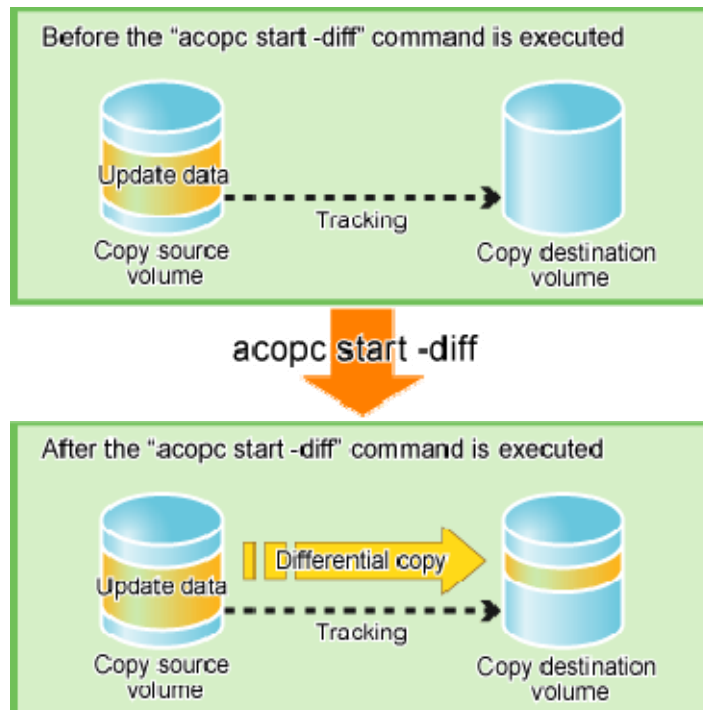 Before the “acopc start -diff” command is executed
Update data
Tracking
Copy source
volume
Copy destination
volume
acopc start -diff
After the “acopc start -diff” command is executed
Differential copy
Update data
Tracking
Copy source
volume
Copy destination
volume